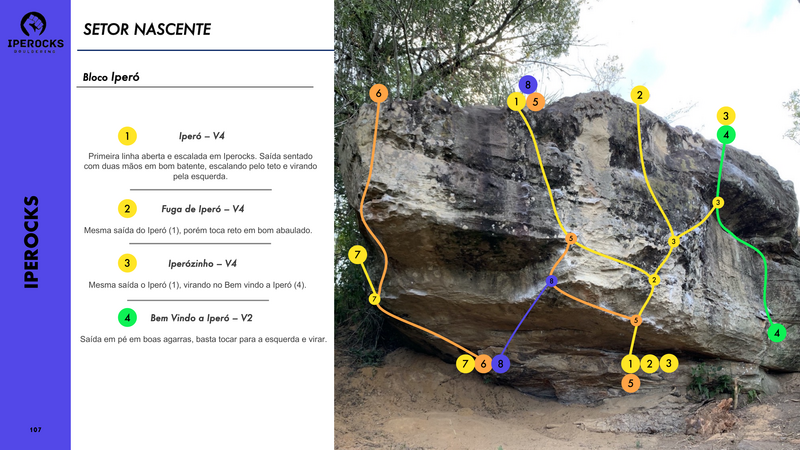 IPEROCKS
BOULDERING
SETOR NASCENTE
Bloco Iperó
1 Iperó – V4
Primeira linha aberta e escalada em Iperocks. Saída sentado
com duas mãos em bom batente, escalando pelo teto e virando
pela esquerda.
2 Fuga de Iperó – V4
Mesma saída do Iperó (1), porém toca reto em bom abaulado.
3 Iperózinho – V4
Mesma saída o Iperó (1), virando no Bem vindo a Iperó (4).
4 Bem Vindo a Iperó – V2
Saída em pé em boas agarras, basta tocar para a esquerda e virar.
IPEROCKS
107
6
8
1 5
2
3
4
3
5
3
7
8
2
7
5
4
7 6 8
1 2 3
5